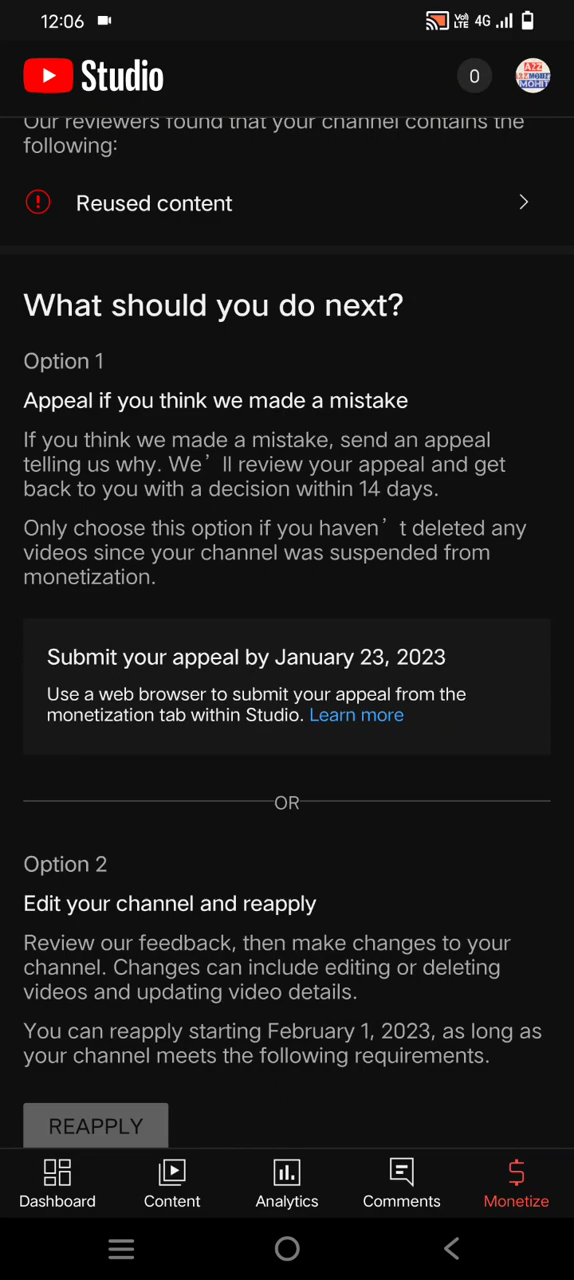 12:06 Vo) LTE 4G
Studio 0 A2Z A2Z MONEY MOHIT
Our reviewers found that your channel contains the
following:
Reused content
What should you do next?
Option 1
Appeal if you think we made a mistake
If you think we made a mistake, send an appeal
telling us why. We’ll review your appeal and get
back to you with a decision within 14 days.
Only choose this option if you haven’t deleted any
videos since your channel was suspended from
monetization.
Submit your appeal by January 23, 2023
Use a web browser to submit your appeal from the
monetization tab within Studio. Learn more
OR
Option 2
Edit your channel and reapply
Review our feedback, then make changes to your
channel. Changes can include editing or deleting
videos and updating video details.
You can reapply starting February 1, 2023, as long as
your channel meets the following requirements.
REAPPLY
Dashboard Content Analytics Comments Monetize